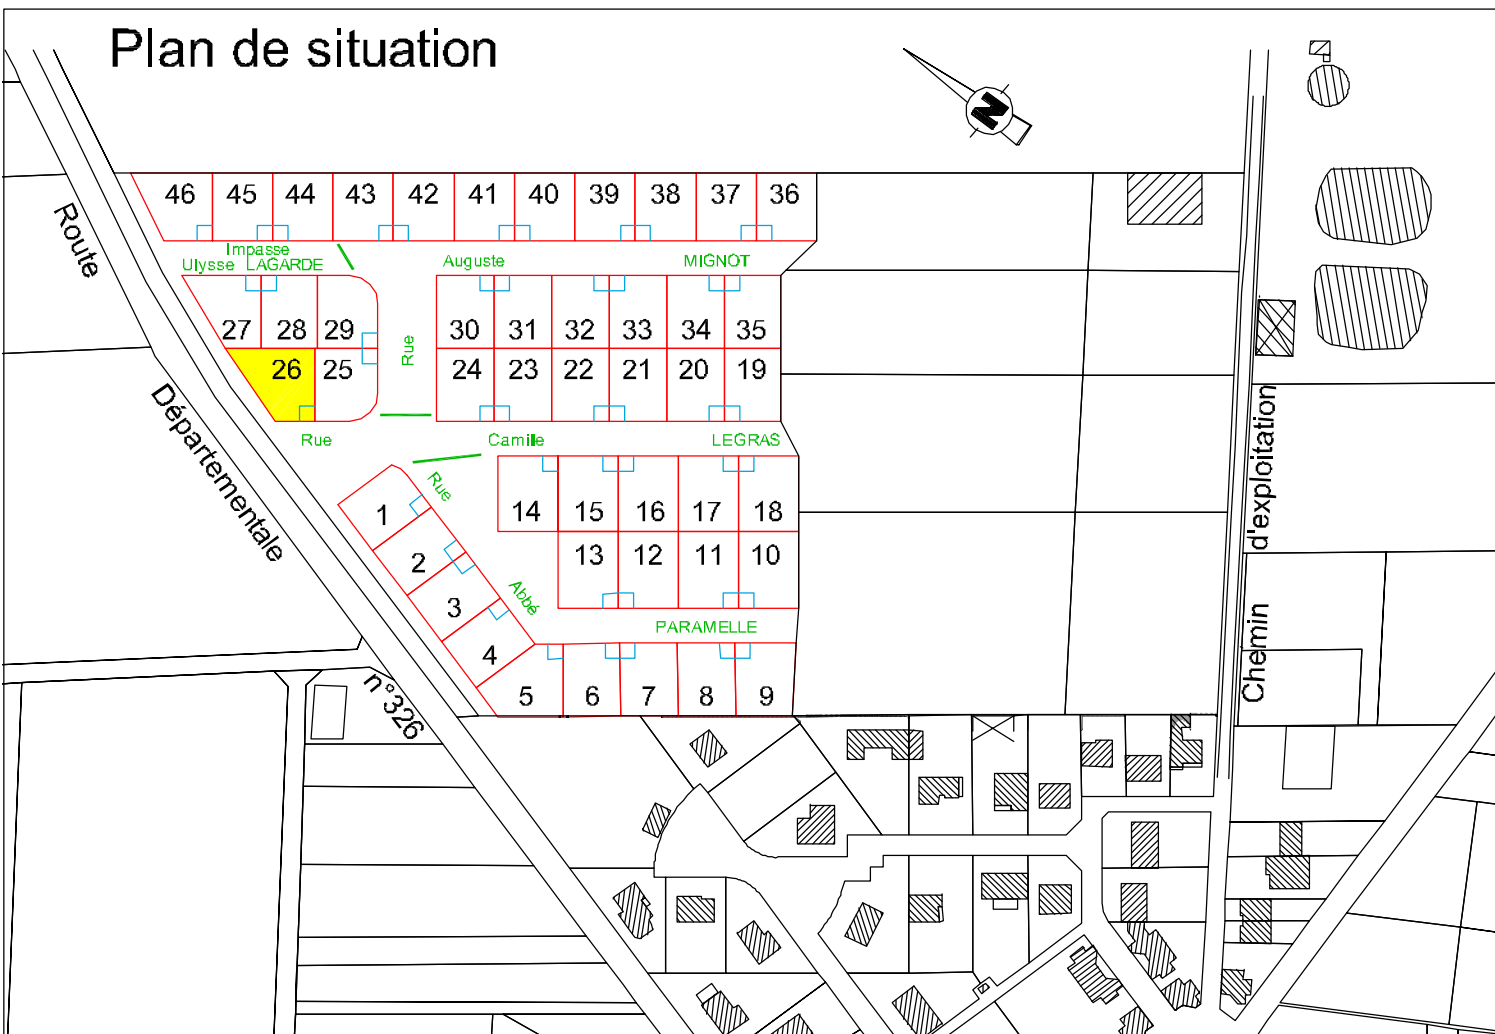 Plan de situation
N
46 45 44 43 42 41 40 39 38 37 36
Route
Impasse
Ulysse LAGARDE
Auguste MIGNOT
27 28 29 30 31 32 33 34 35
Rue
26 25 24 23 22 21 20 19
Départementale
Rue Camille LEGRAS
Rue
1 14 15 16 17 18
2 13 12 11 10
3
Abbé
PARAMELLE
4
5 6 7 8 9
n°326
Chemin d'exploitation